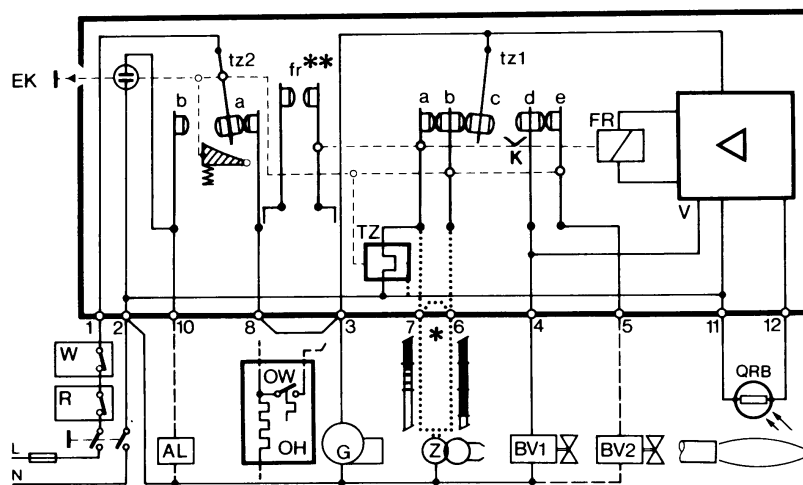 tz2
fr**
tz1
EK
b
a
a
b
c
d
e
FR
K
V
TZ
1
2
10
8
3
7
*
6
4
5
11
12
W
R
OW
OH
QRB
L
N
AL
G
Z
BV1
BV2